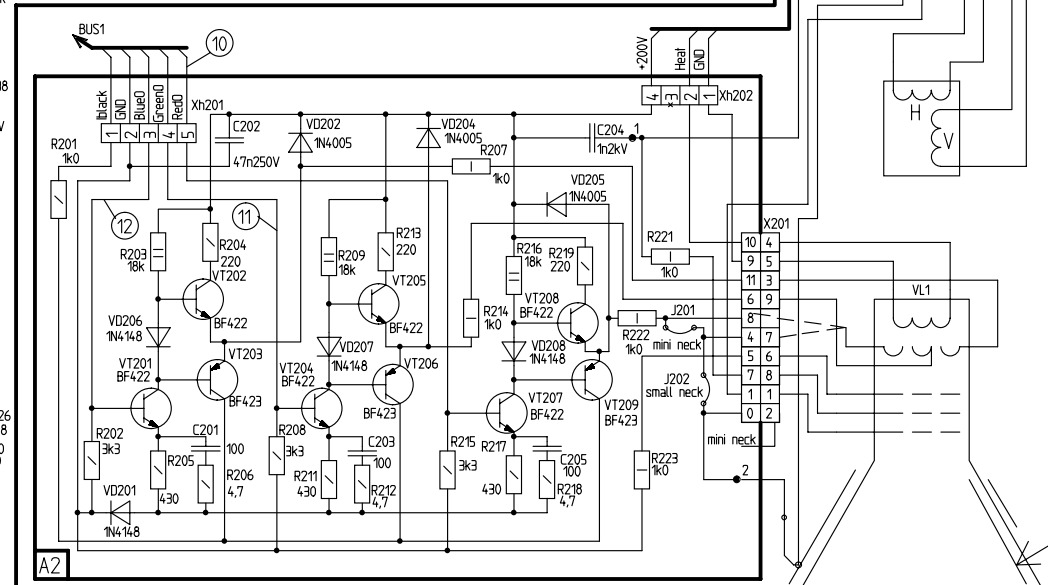 BUS1
10
Iblack
GND
Blue0
Green0
Red0
Xh201
1 2 3 4 5
+200V
Heat
GND
4 3 2 1
Xh202
H
V
R201
1k0
C202
47n250V
VD202
1N4005
VD204
1N4005
R207
1k0
C204
1n2kV
1
VD205
1N4005
12
11
R203
18k
R204
220
VT202
BF422
R209
18k
R213
220
VT205
BF422
R216
18k
R219
220
VT208
BF422
R221
1k0
X201
10 4
9 5
11 3
6 9
8
4 7
5 6
7 8
1 1
0 2
VL1
R214
1k0
VD206
1N4148
VT203
BF423
VT201
BF422
VD207
1N4148
VT204
BF422
VT206
BF423
VD208
1N4148
VT207
BF422
VT209
BF423
R222
1k0
J201
mini neck
J202
small neck
mini neck
R202
3k3
C201
100
R205
430
R206
4,7
R208
3k3
C203
100
R211
430
R212
4,7
R215
3k3
R217
430
C205
100
R218
4,7
R223
1k0
2
VD201
1N4148
A2